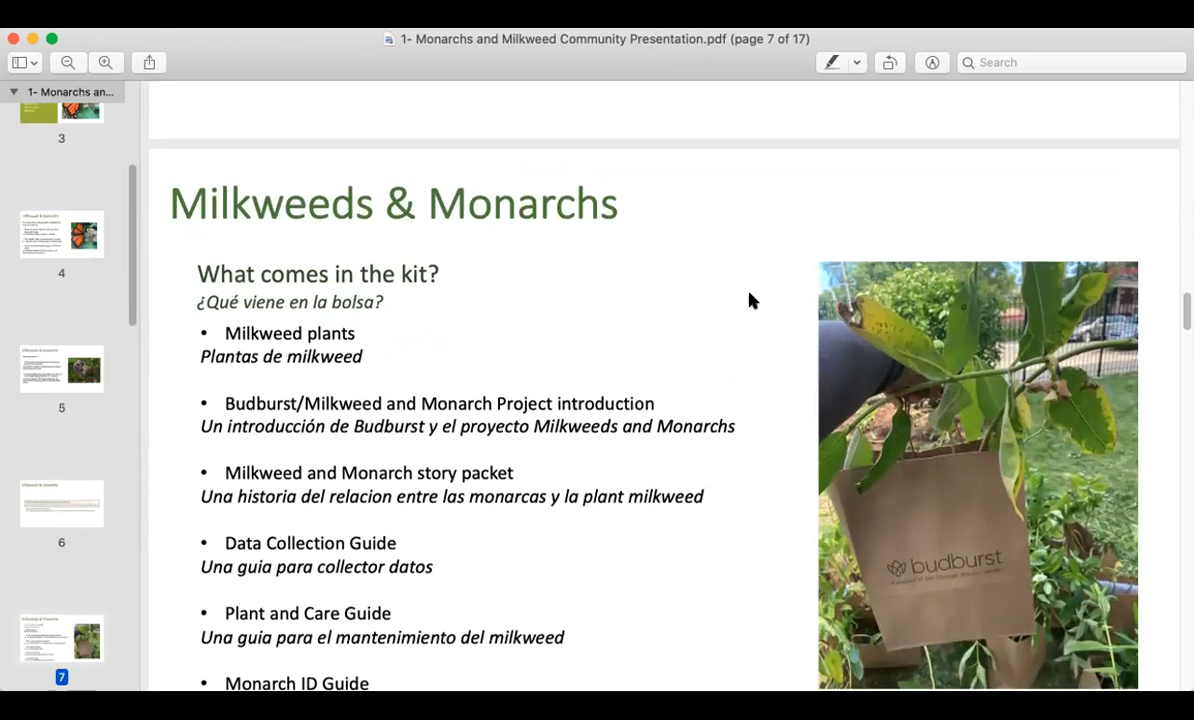 1- Monarchs and Milkweed Community Presentation.pdf (page 7 of 17)
Search
1- Monarchs an...
3
4
5
6
7
Milkweeds & Monarchs
What comes in the kit?
¿Qué viene en la bolsa?
• Milkweed plants
Plantas de milkweed
• Budburst/Milkweed and Monarch Project introduction
Un introducción de Budburst y el proyecto Milkweeds and Monarchs
• Milkweed and Monarch story packet
Una historia del relacion entre las monarcas y la plant milkweed
• Data Collection Guide
Una guia para collector datos
• Plant and Care Guide
Una guia para el mantenimiento del milkweed
• Monarch ID Guide
budburst